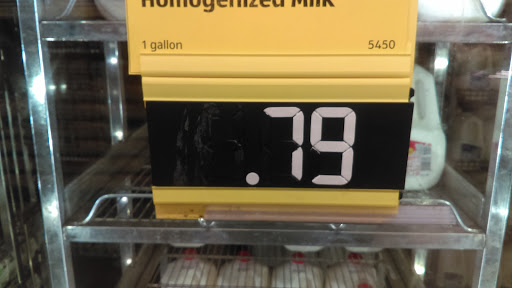 Homogenized Milk
1 gallon 5450
.79